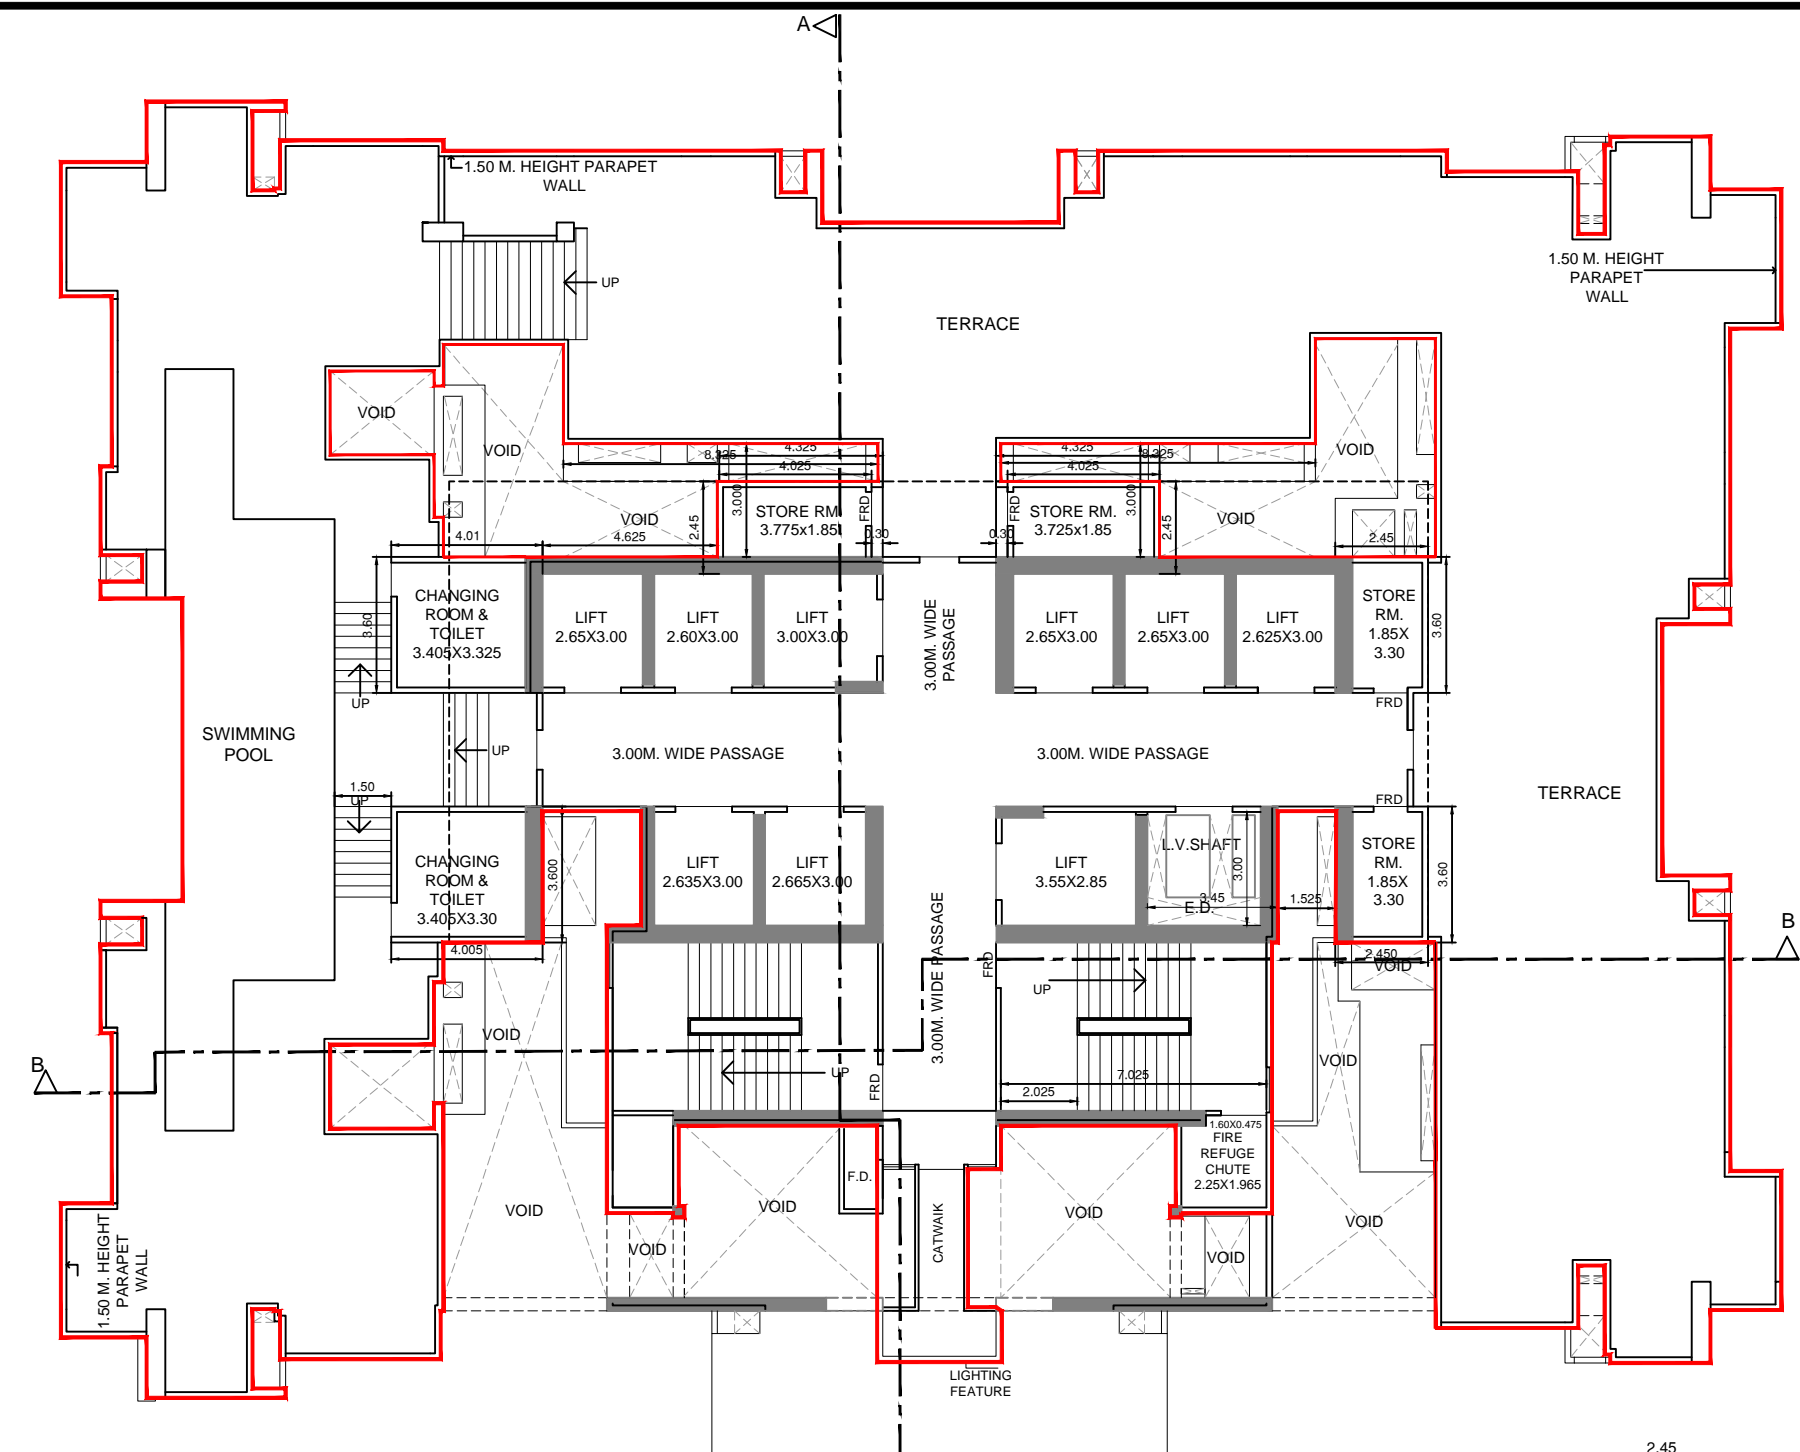 A
1.50 M. HEIGHT PARAPET
WALL
1.50 M. HEIGHT
PARAPET
WALL
UP
TERRACE
VOID
VOID
VOID
4.325
8.325
4.025
4.325
8.325
4.025
STORE RM.
3.775x1.85
FRD
3.000
2.45
VOID
0.30
STORE RM.
3.725x1.85
FRD
0.30
3.000
2.45
VOID
4.01
4.625
2.45
CHANGING
ROOM &
TOILET
3.405X3.325
3.60
UP
LIFT
2.65X3.00
LIFT
2.60X3.00
LIFT
3.00X3.00
3.00M. WIDE
PASSAGE
LIFT
2.65X3.00
LIFT
2.65X3.00
LIFT
2.625X3.00
STORE
RM.
1.85X
3.30
3.60
FRD
SWIMMING
POOL
UP
3.00M. WIDE PASSAGE
3.00M. WIDE PASSAGE
TERRACE
1.50
UP
FRD
CHANGING
ROOM &
TOILET
3.405X3.30
3.600
4.005
LIFT
2.635X3.00
LIFT
2.665X3.00
LIFT
3.55X2.85
L.V.SHAFT
3.00
3.45
E.D.
1.525
STORE
RM.
1.85X
3.30
3.60
2.450
VOID
B
3.00M. WIDE PASSAGE
FRD
UP
VOID
VOID
B
UP
FRD
7.025
2.025
1.60X0.475
FIRE
REFUGE
CHUTE
2.25X1.965
F.D.
VOID
VOID
VOID
VOID
VOID
VOID
CATWAIK
1.50 M. HEIGHT
PARAPET
WALL
LIGHTING
FEATURE
2.45